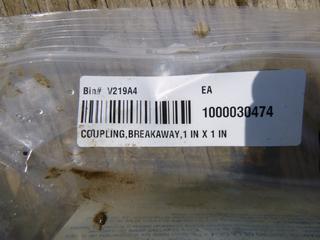 Bin# V219A4 EA
1000030474
COUPLING,BREAKAWAY,1 IN X 1 IN